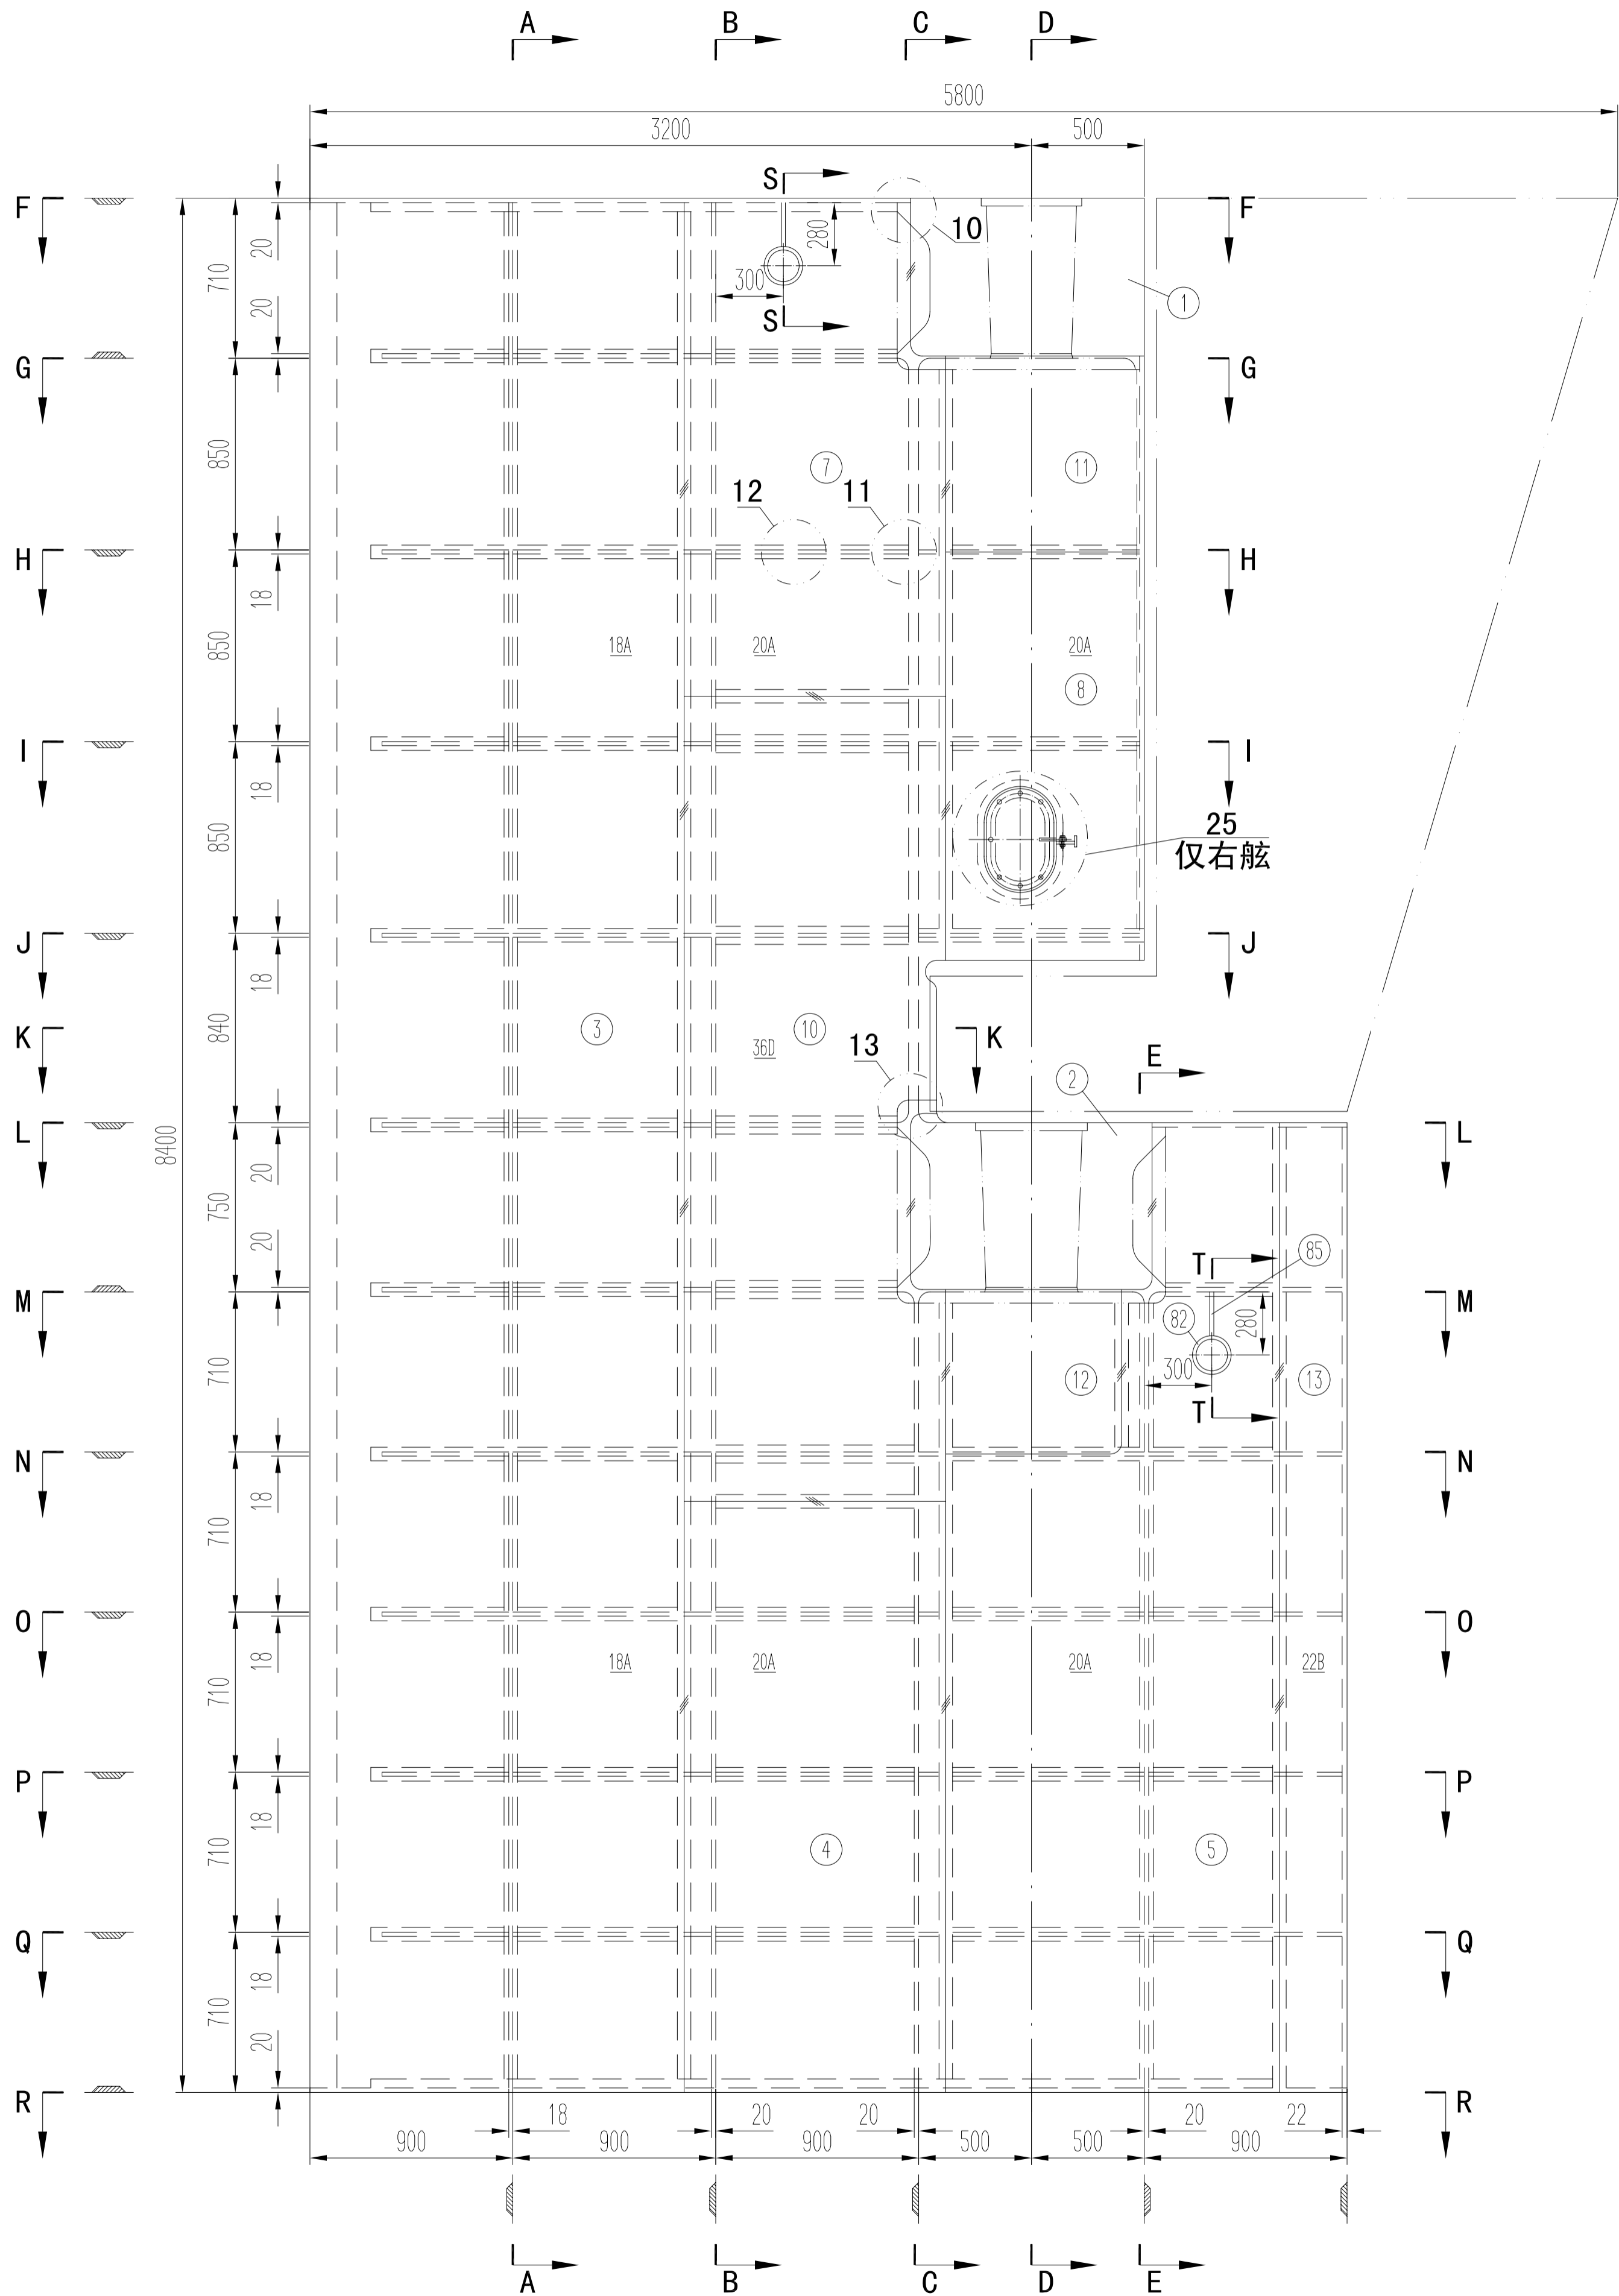 A B C D
5800
3200 500
F 20 S 280 10 F
710 300 1
20 S
G G
850 7 11
12 11
H H
18
850 18A 20A 20A
8
I I
18
850 25
仅右舷
J J
18
840 3 10 K
K 36D 13 E
2
L L
8400 20
750
20 T 85
M 82 280 M
710 12 300 13
T
N N
18
710
O O
18 18A 20A 20A 22B
710
P P
18
710 4 5
Q Q
18
710
20
R R
18 20 20 20 22
900 900 900 500 500 900
A B C D E